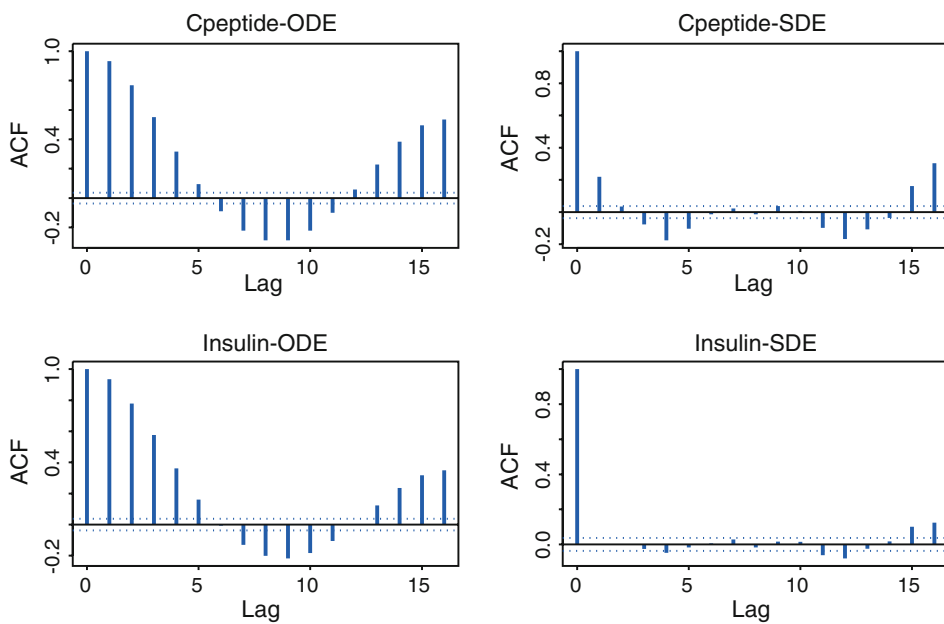 Cpeptide-ODE
ACF
1.0
0.4
-0.2
0 5 10 15
Lag
Cpeptide-SDE
ACF
0.8
0.4
-0.2
0 5 10 15
Lag
Insulin-ODE
ACF
1.0
0.4
-0.2
0 5 10 15
Lag
Insulin-SDE
ACF
0.8
0.4
0.0
0 5 10 15
Lag